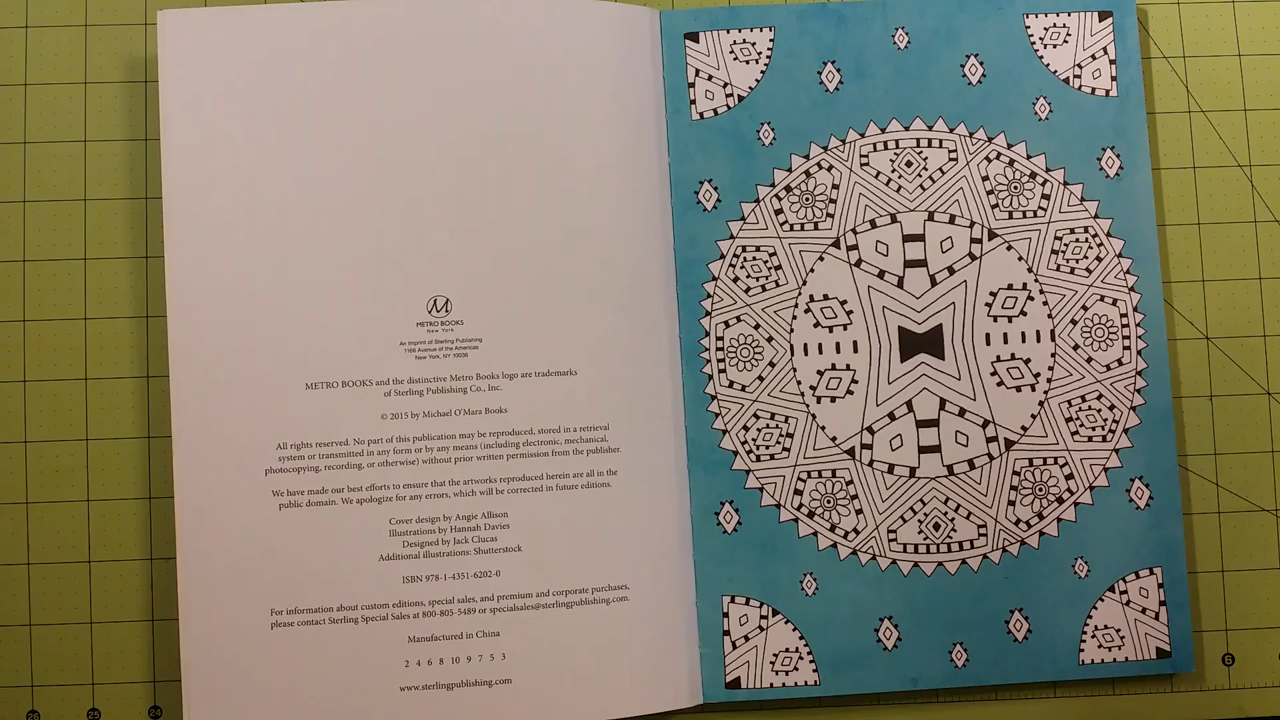 M
METRO BOOKS
New York
An Imprint of Sterling Publishing
1166 Avenue of the Americas
New York, NY 10036
METRO BOOKS and the distinctive Metro Books logo are trademarks
of Sterling Publishing Co., Inc.
© 2015 by Michael O'Mara Books
All rights reserved. No part of this publication may be reproduced, stored in a retrieval
system or transmitted in any form or by any means (including electronic, mechanical,
photocopying, recording, or otherwise) without prior written permission from the publisher.
We have made our best efforts to ensure that the artworks reproduced herein are all in the
public domain. We apologize for any errors, which will be corrected in future editions.
Cover design by Angie Allison
Illustrations by Hannah Davies
Designed by Jack Clucas
Additional illustrations: Shutterstock
ISBN 978-1-4351-6202-0
For information about custom editions, special sales, and premium and corporate purchases,
please contact Sterling Special Sales at 800-805-5489 or specialsales@sterlingpublishing.com.
Manufactured in China
2 4 6 8 10 9 7 5 3
www.sterlingpublishing.com
6
26 25 24